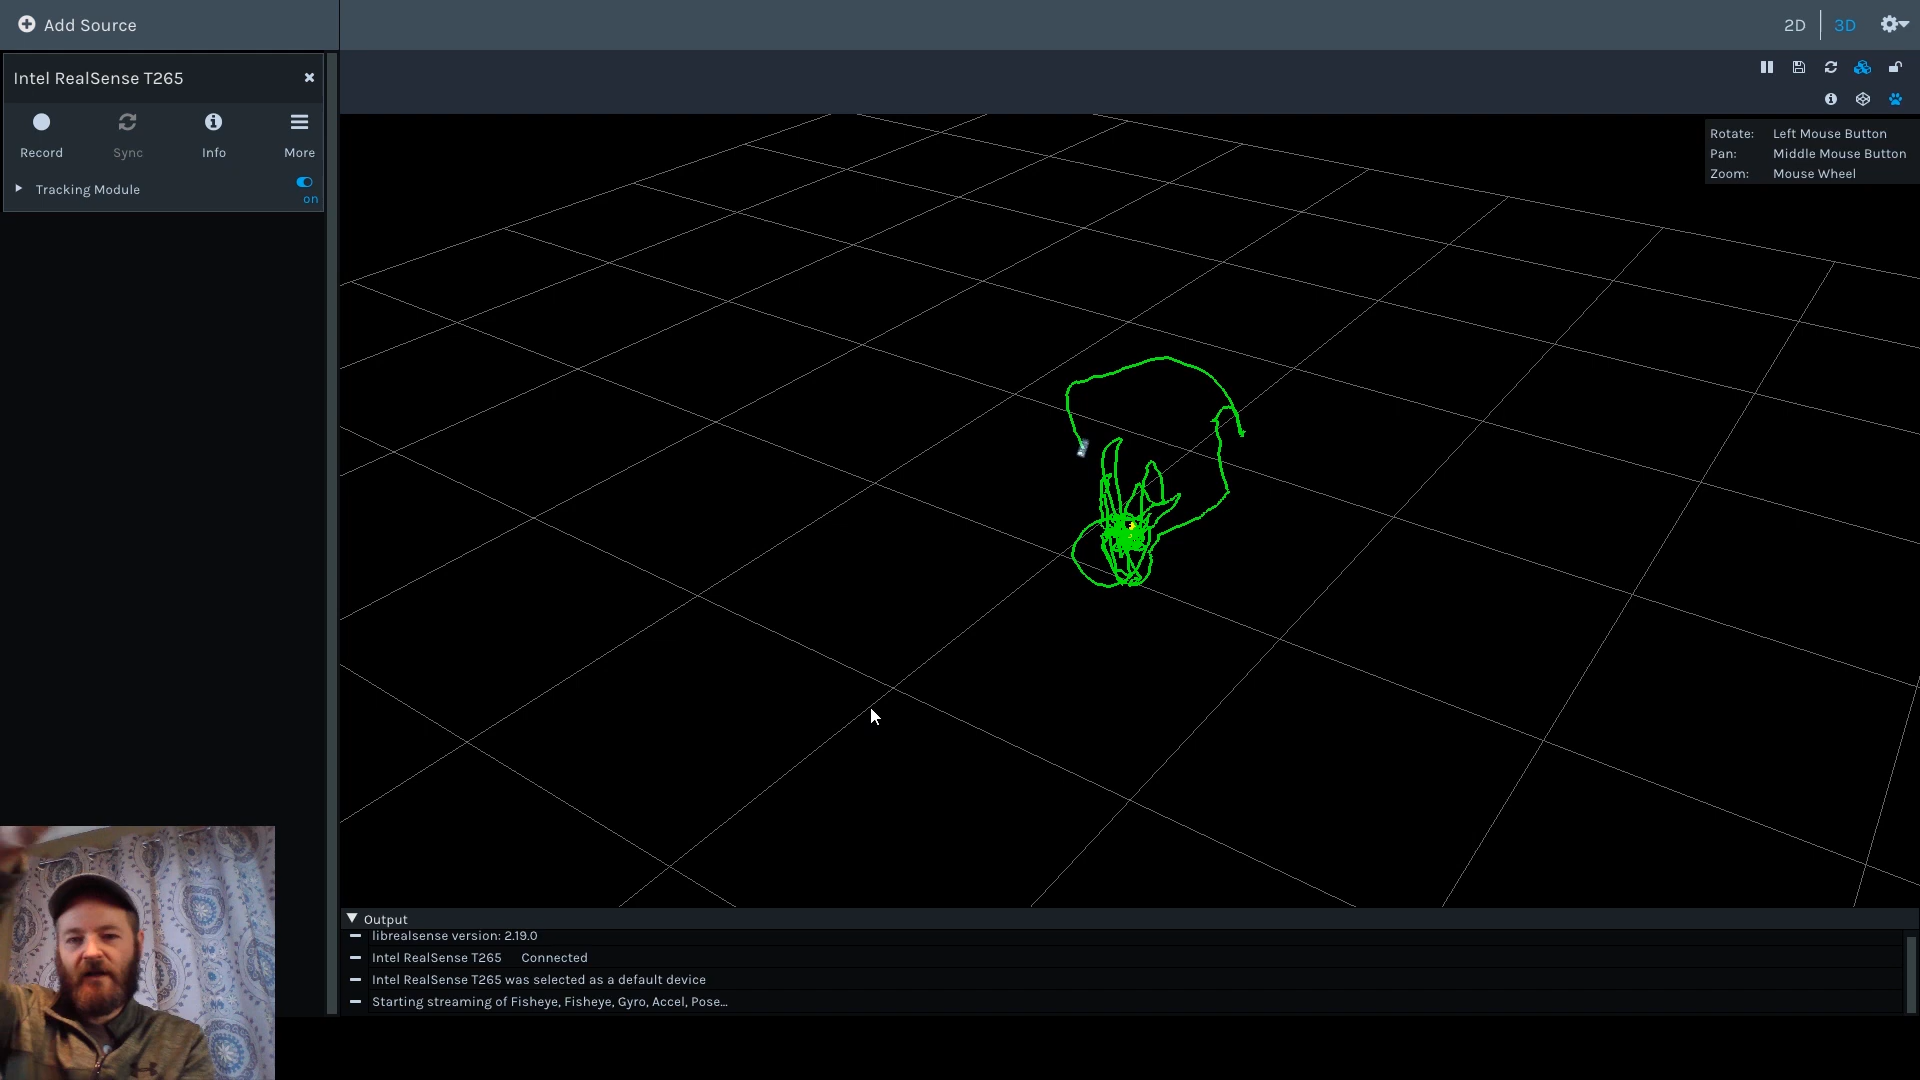 Add Source
2D
3D
Intel RealSense T265
Record
Sync
Info
More
Tracking Module
on
Rotate: Left Mouse Button
Pan: Middle Mouse Button
Zoom: Mouse Wheel
Output
librealsense version: 2.19.0
Intel RealSense T265 Connected
Intel RealSense T265 was selected as a default device
Starting streaming of Fisheye, Fisheye, Gyro, Accel, Pose...